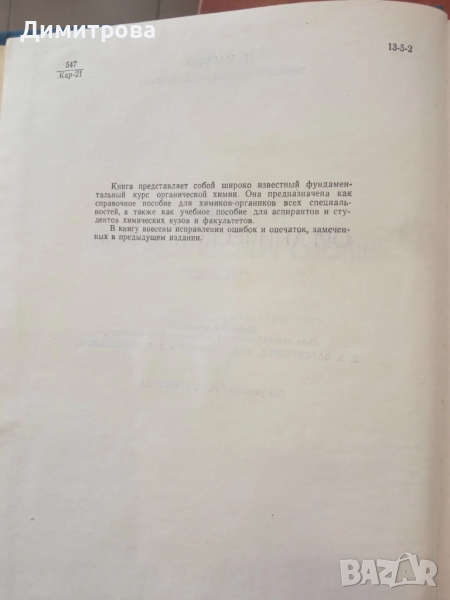 Димитрова
13-5-2
547
Кар-21
Книга представляет собой широко известный фундамен-
тальный курс органической химии. Она предназначена как
справочное пособие для химиков-органиков всех специаль-
ностей, а также как учебное пособие для аспирантов и сту-
дентов химических вузов и факультетов.
В книгу внесены исправления ошибок и опечаток, замечен-
ных в предыдущем издании.
BAZAR